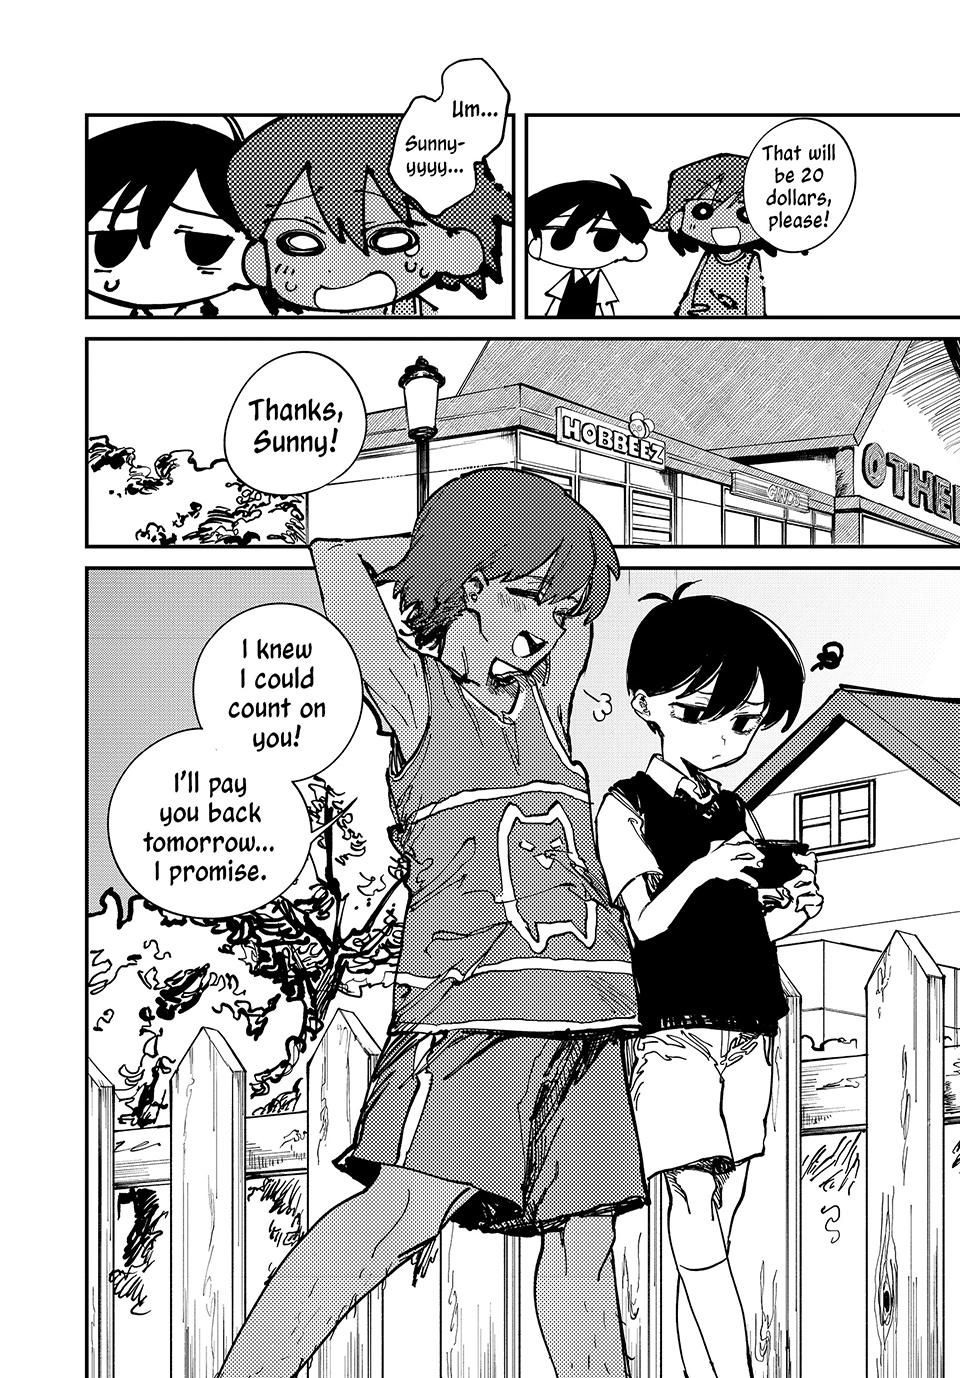 That will
be 20
dollars,
please!
Um...
Sunny-
yyyy...
Thanks,
Sunny!
HOBBEEZ
GINO'S
OTHE
I knew
I could
count on
you!
I'll pay
you back
tomorrow...
I promise.